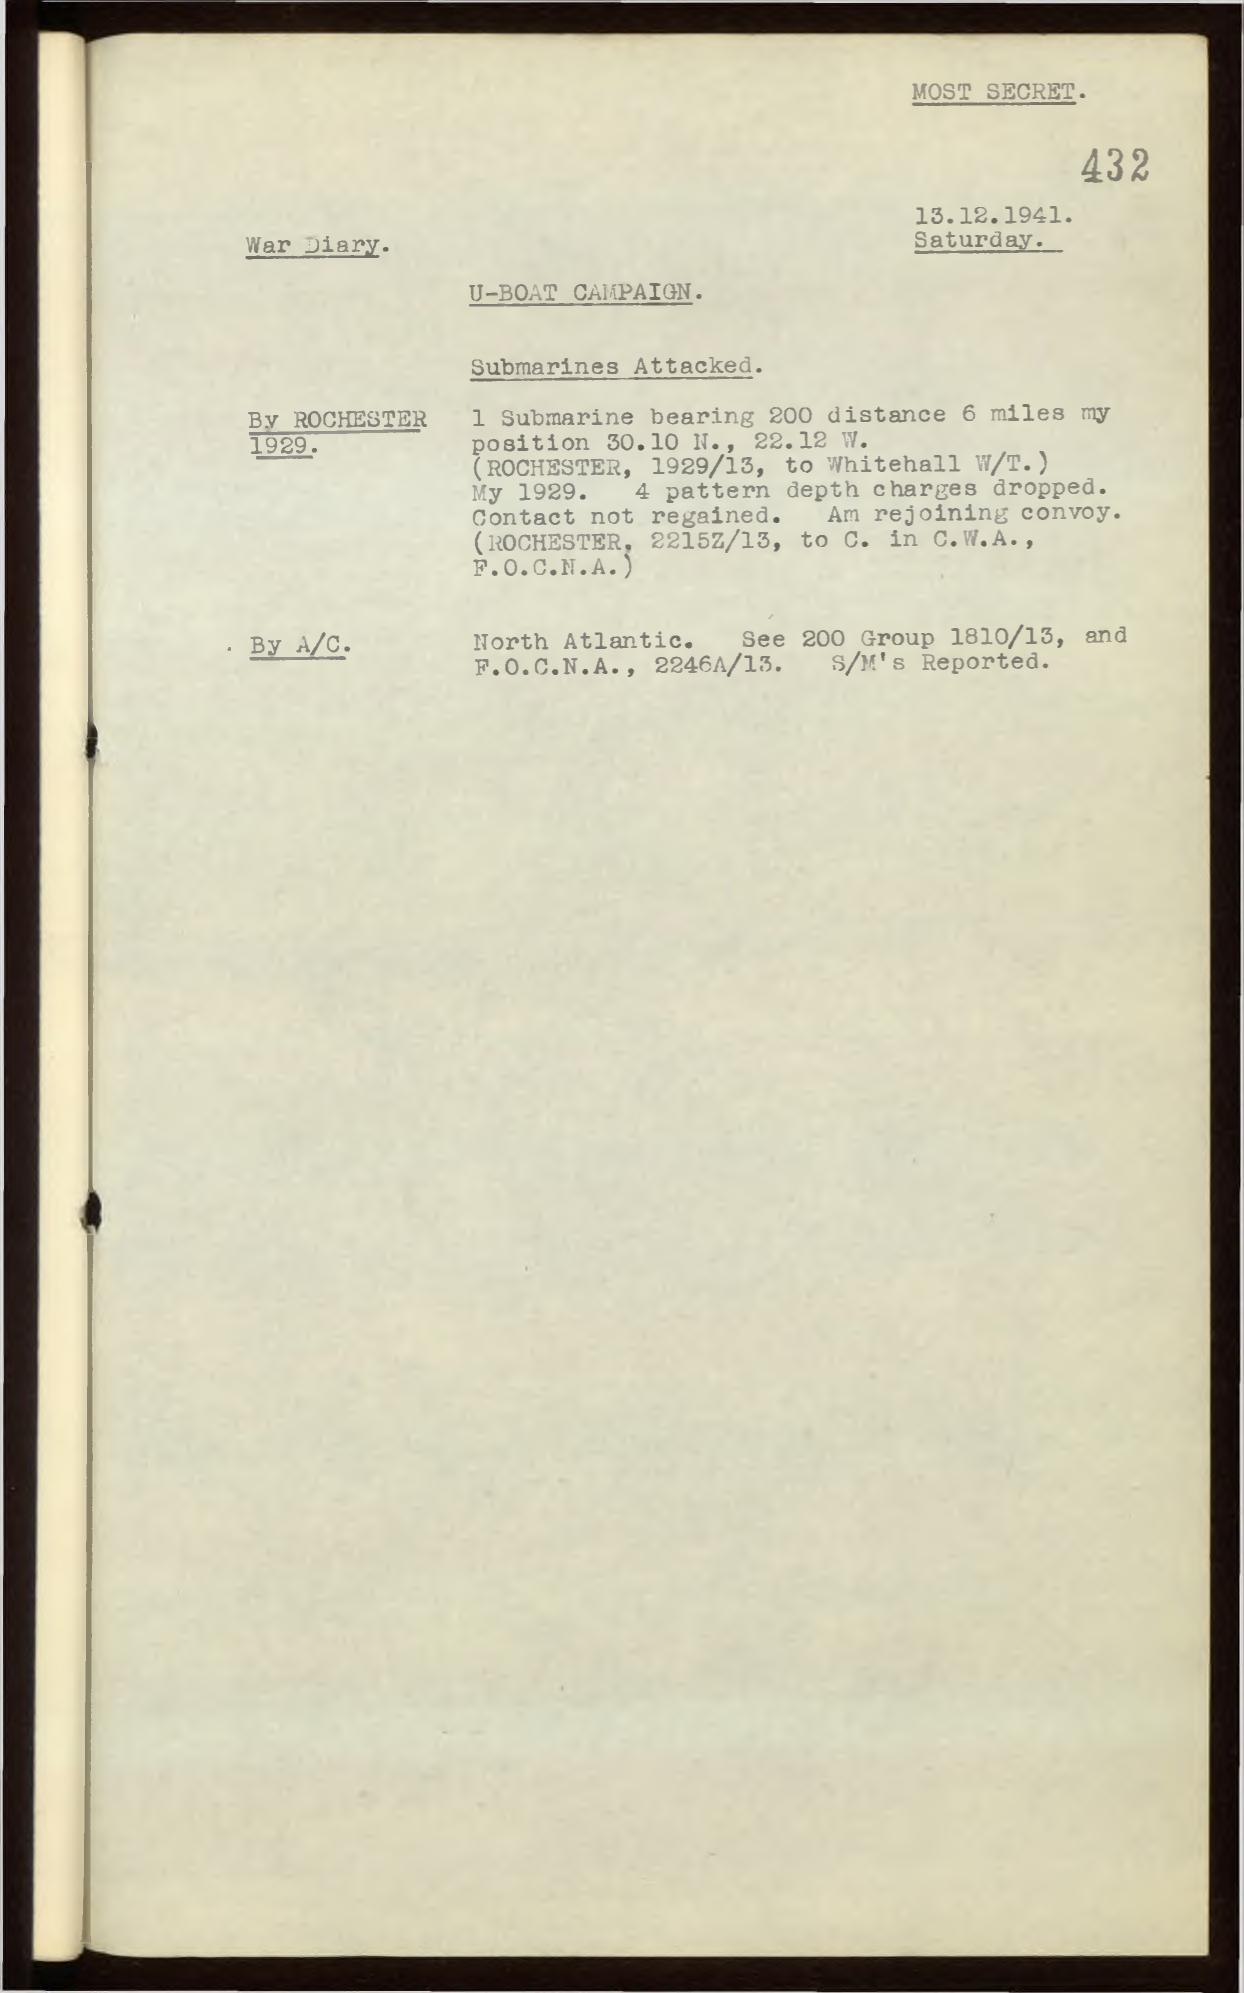 MOST SECRET.
432
13.12.1941.
Saturday.
War Diary.
U-BOAT CAMPAIGN.
Submarines Attacked.
By ROCHESTER
1929.
1 Submarine bearing 200 distance 6 miles my
position 30.10 N., 22.12 W.
(ROCHESTER, 1929/13, to Whitehall W/T.)
My 1929. 4 pattern depth charges dropped.
Contact not regained. Am rejoining convoy.
(ROCHESTER, 2215Z/13, to C. in C.W.A.,
F.O.C.N.A.)
By A/C.
North Atlantic. See 200 Group 1810/13, and
F.O.C.N.A., 2246A/13. S/M's Reported.